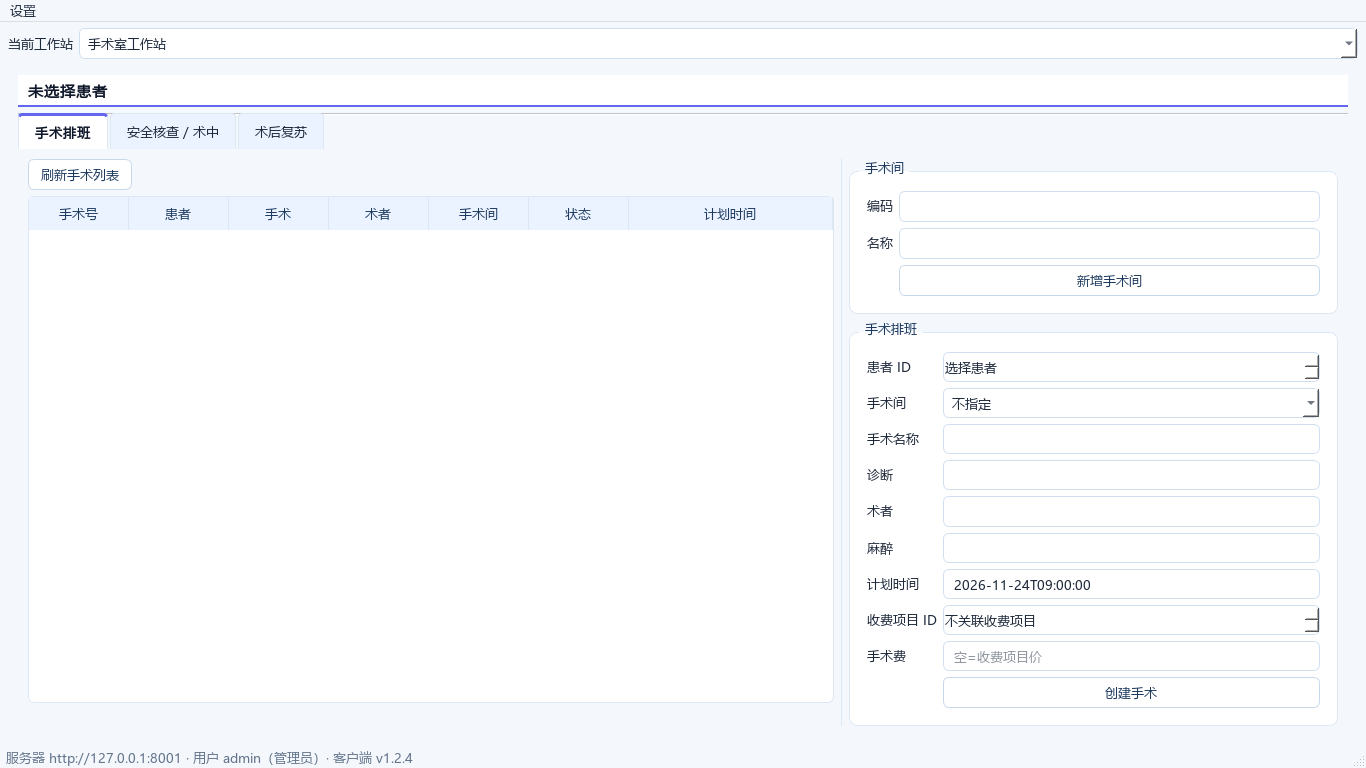 设置
当前工作站 手术室工作站
未选择患者
手术排班 安全核查 / 术中 术后复苏
刷新手术列表
手术号 患者 手术 术者 手术间 状态 计划时间
手术间
编码
名称
新增手术间
手术排班
患者 ID 选择患者
手术间 不指定
手术名称
诊断
术者
麻醉
计划时间 2026-11-24T09:00:00
收费项目 ID 不关联收费项目
手术费 空=收费项目价
创建手术
服务器 http://127.0.0.1:8001 · 用户 admin（管理员）· 客户端 v1.2.4